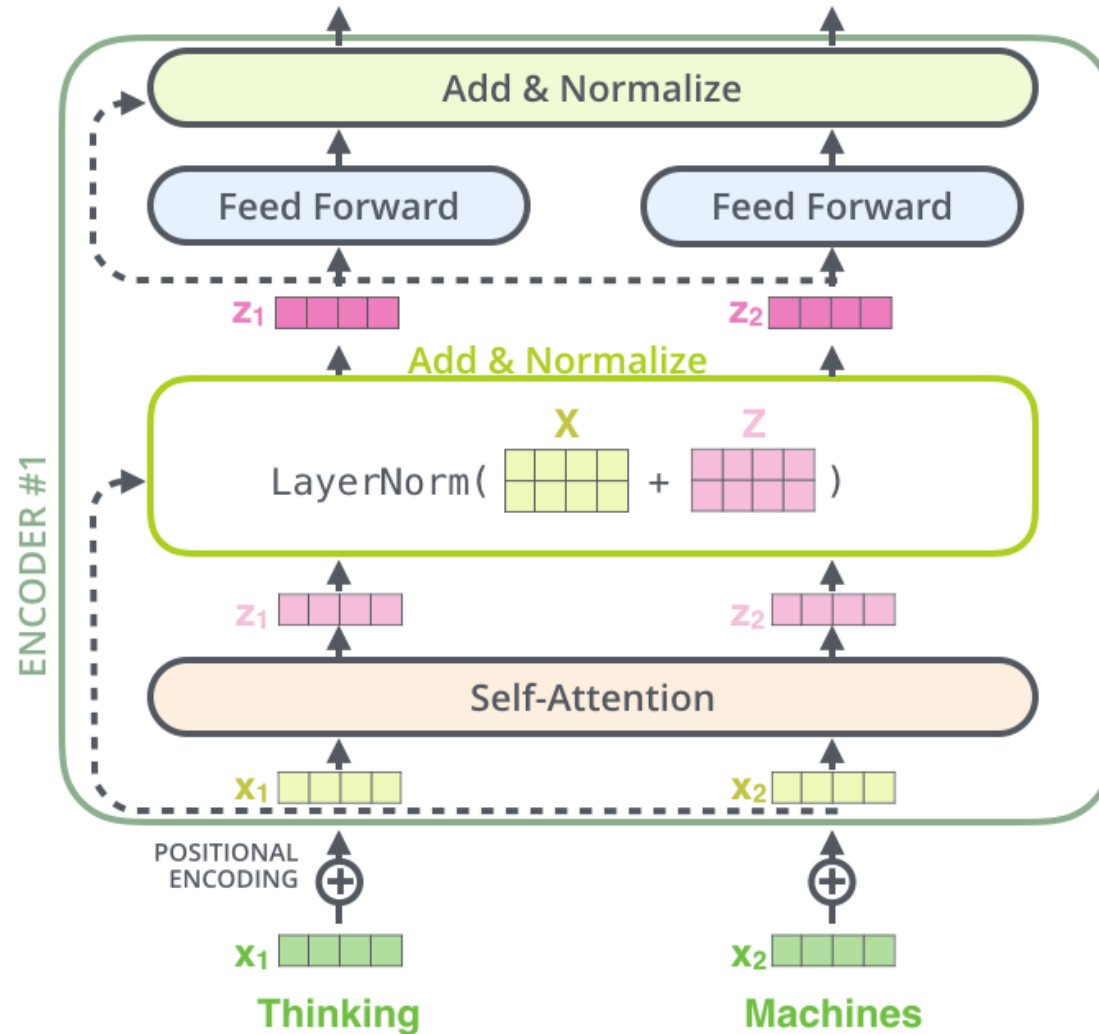 Add & Normalize
Feed Forward Feed Forward
z₁ z₂
Add & Normalize
X Z
LayerNorm( + )
ENCODER #1
z₁ z₂
Self-Attention
x₁ x₂
POSITIONAL
ENCODING
x₁ x₂
Thinking Machines